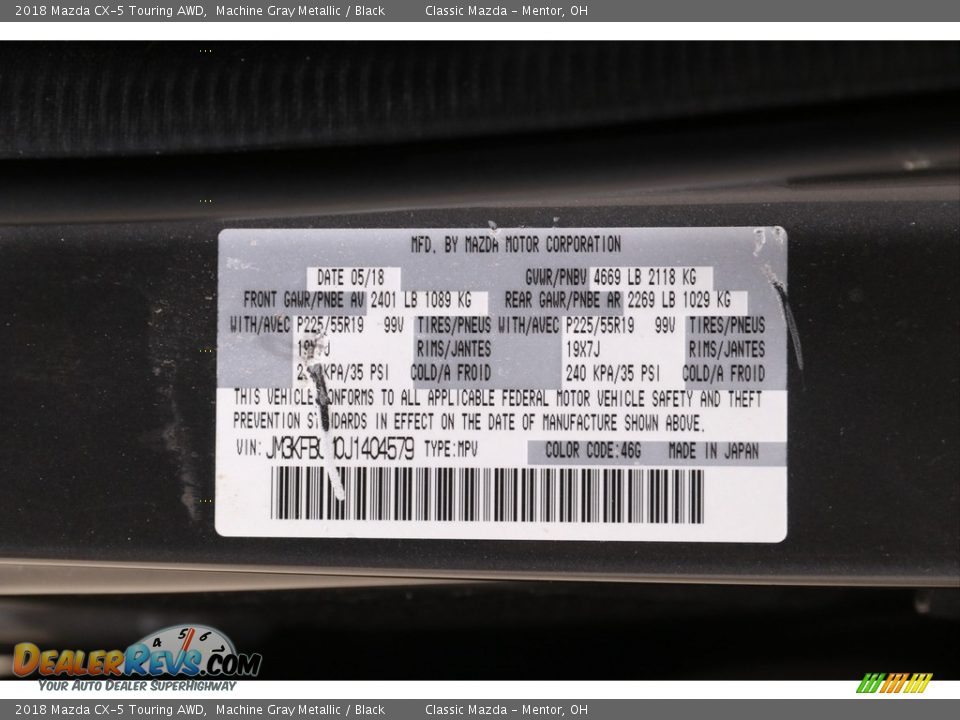 2018 Mazda CX-5 Touring AWD, Machine Gray Metallic / Black Classic Mazda - Mentor, OH
MFD. BY MAZDA MOTOR CORPORATION
DATE 05/18 GVWR/PNBV 4669 LB 2118 KG
FRONT GAWR/PNBE AV 2401 LB 1089 KG REAR GAWR/PNBE AR 2269 LB 1029 KG
WITH/AVEC P225/55R19 99V TIRES/PNEUS WITH/AVEC P225/55R19 99V TIRES/PNEUS
RIMS/JANTES 19X7J RIMS/JANTES
KPA/35 PSI COLD/A FROID 240 KPA/35 PSI COLD/A FROID
THIS VEHICLE CONFORMS TO ALL APPLICABLE FEDERAL MOTOR VEHICLE SAFETY AND THEFT
PREVENTION STANDARDS IN EFFECT ON THE DATE OF MANUFACTURE SHOWN ABOVE.
VIN: TYPE:MPV COLOR CODE:46G MADE IN JAPAN
4 5 6
DEALERREVS.COM
YOUR AUTO DEALER SUPERHIGHWAY
2018 Mazda CX-5 Touring AWD, Machine Gray Metallic / Black Classic Mazda - Mentor, OH